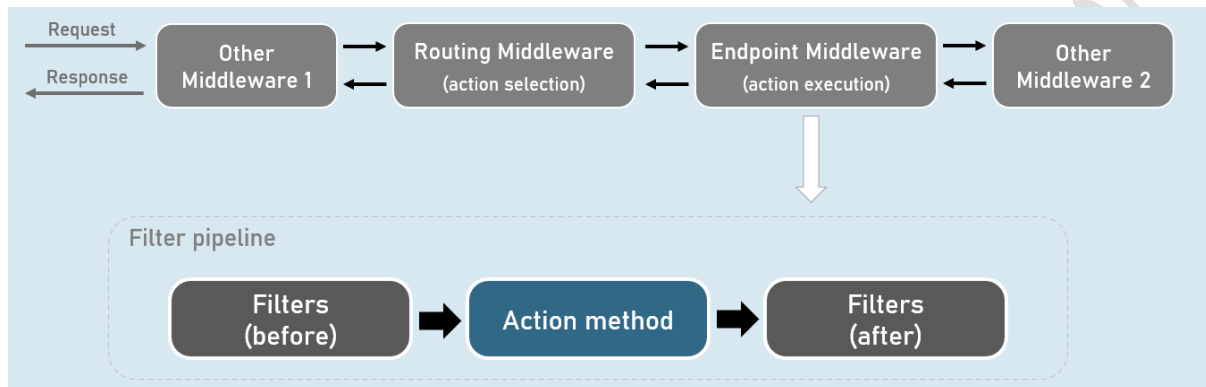 Request
Response
Other
Middleware 1
Routing Middleware
(action selection)
Endpoint Middleware
(action execution)
Other
Middleware 2
Filter pipeline
Filters
(before)
Action method
Filters
(after)